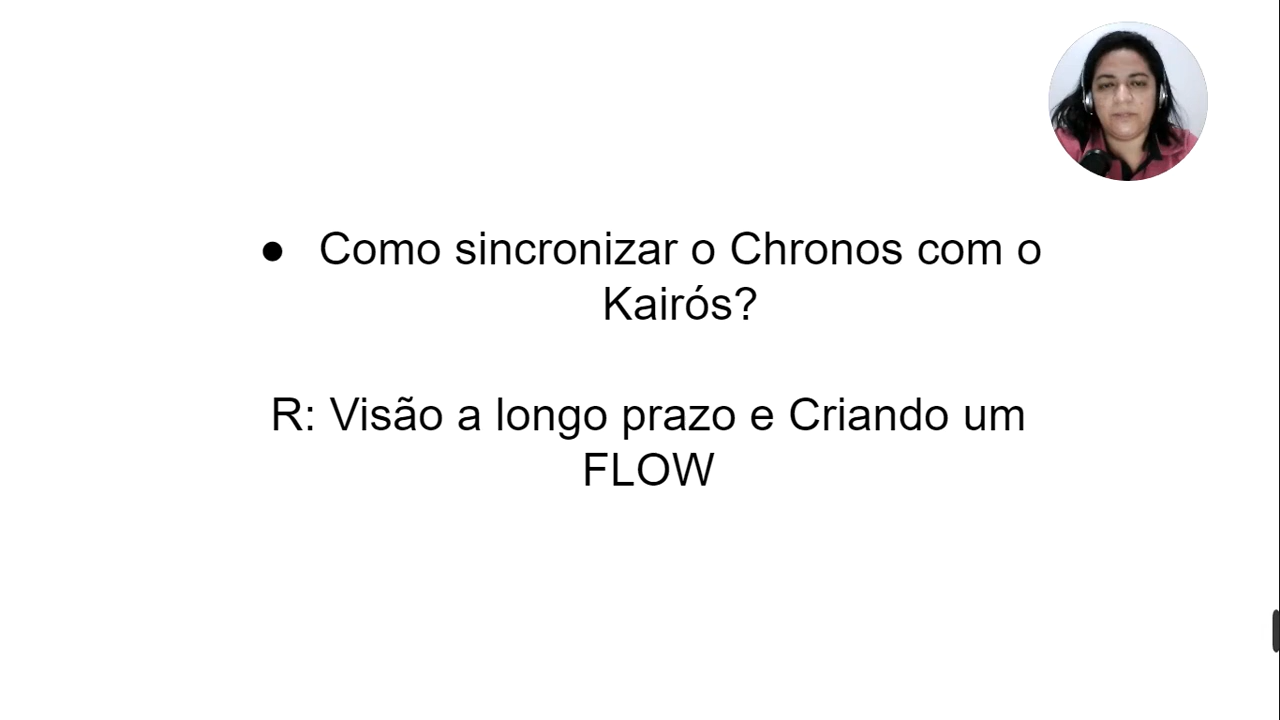 ● Como sincronizar o Chronos com o
Kairós?
R: Visão a longo prazo e Criando um
FLOW